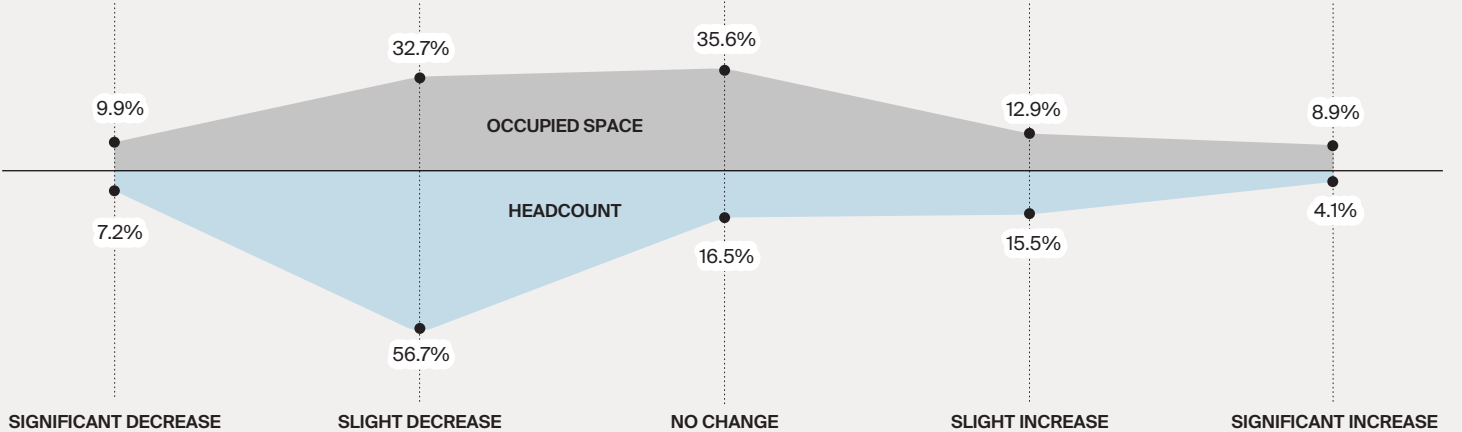 35.6%
32.7%
9.9%
12.9%
8.9%
OCCUPIED SPACE
HEADCOUNT
7.2%
4.1%
15.5%
16.5%
56.7%
SIGNIFICANT DECREASE
SLIGHT DECREASE
NO CHANGE
SLIGHT INCREASE
SIGNIFICANT INCREASE